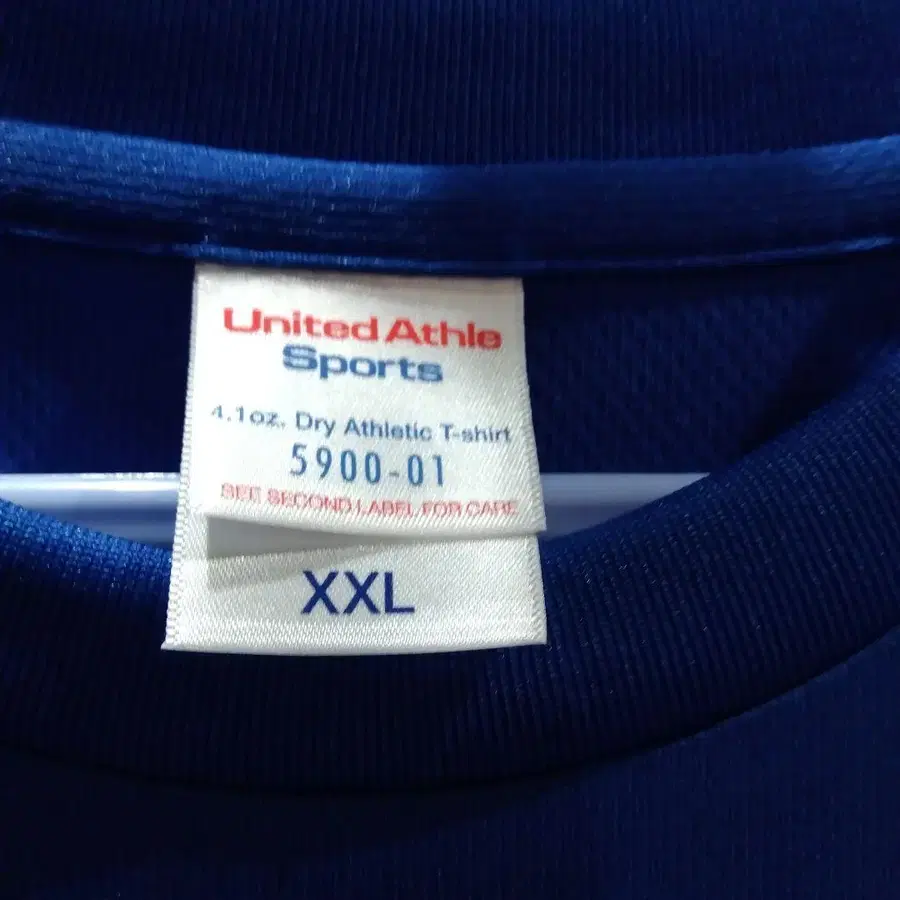 United Athle
Sports
4.1oz. Dry Athletic T-shirt
5900-01
SEE SECOND LABEL FOR CARE
XXL